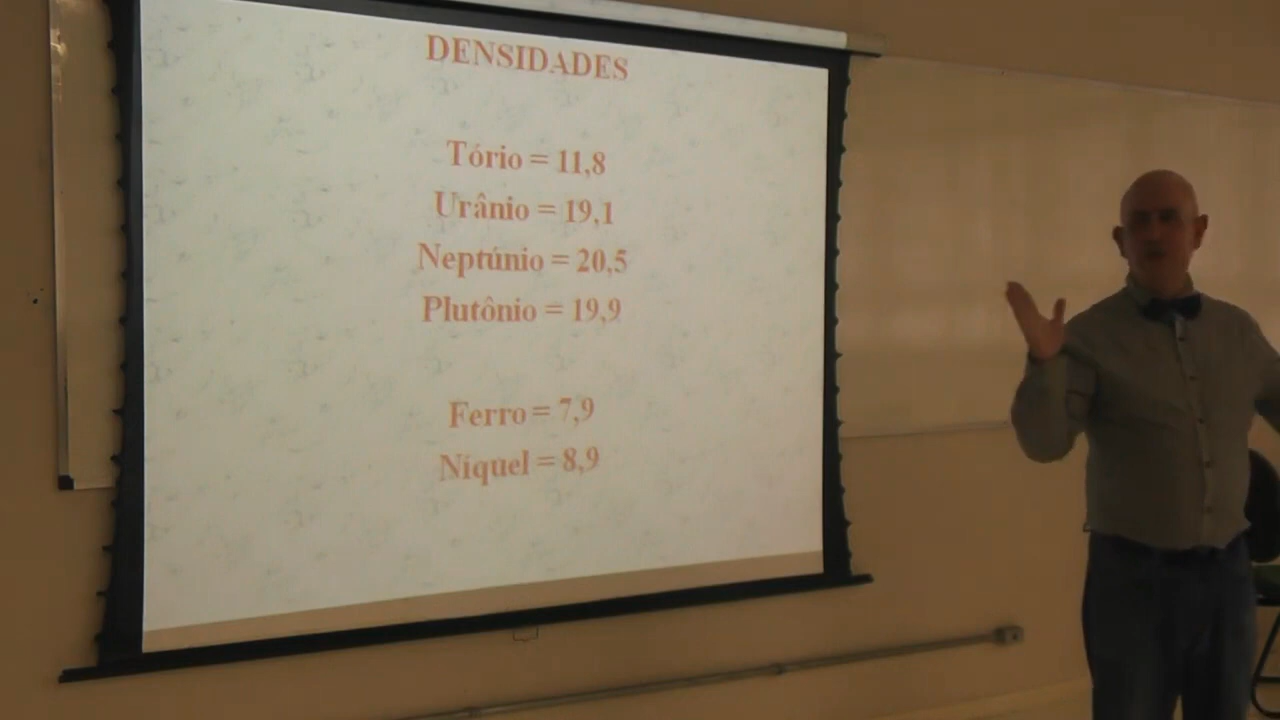 DENSIDADES
Tório = 11,8
Urânio = 19,1
Neptúnio = 20,5
Plutônio = 19,9
Ferro = 7,9
Níquel = 8,9